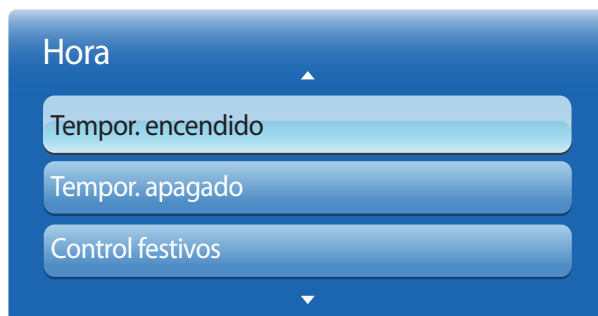 Hora
Tempor. encendido
Tempor. apagado
Control festivos